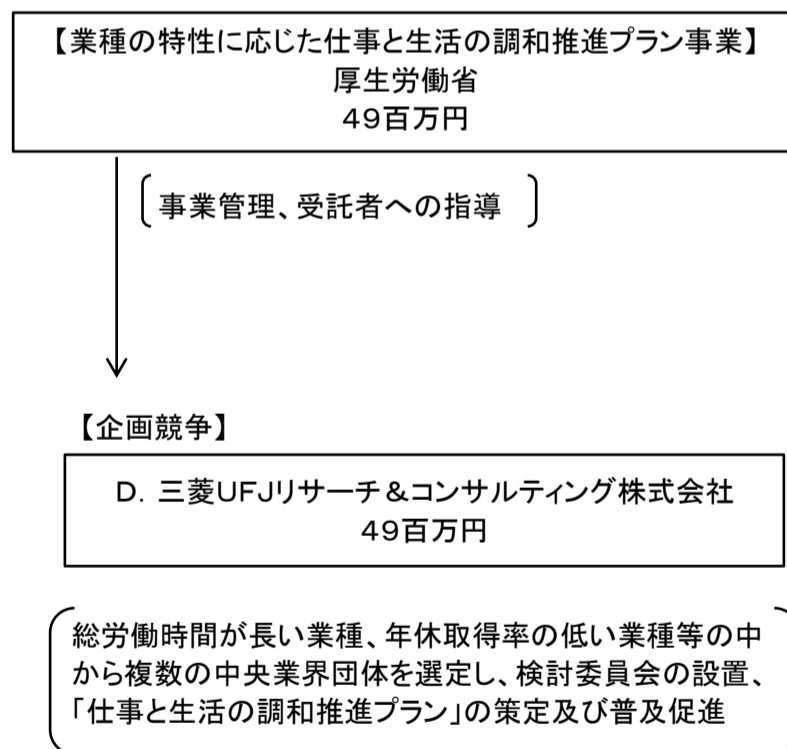 【業種の特性に応じた仕事と生活の調和推進プラン事業】
厚生労働省
49百万円
事業管理、受託者への指導
【企画競争】
D. 三菱UFJリサーチ&コンサルティング株式会社
49百万円
総労働時間が長い業種、年休取得率の低い業種等の中
から複数の中央業界団体を選定し、検討委員会の設置、
「仕事と生活の調和推進プラン」の策定及び普及促進